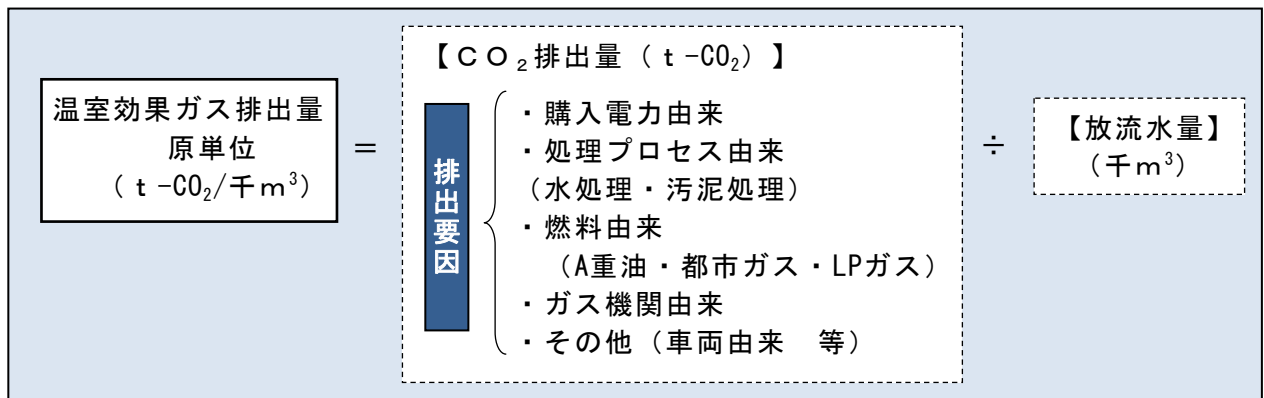 温室効果ガス排出量
原単位
(ｔ-CO₂/千ｍ³)
＝
【ＣＯ₂排出量(ｔ-CO₂)】
排出要因
・購入電力由来
・処理プロセス由来
(水処理・汚泥処理)
・燃料由来
(A重油・都市ガス・LPガス)
・ガス機関由来
・その他(車両由来　等)
÷
【放流水量】
(千ｍ³)